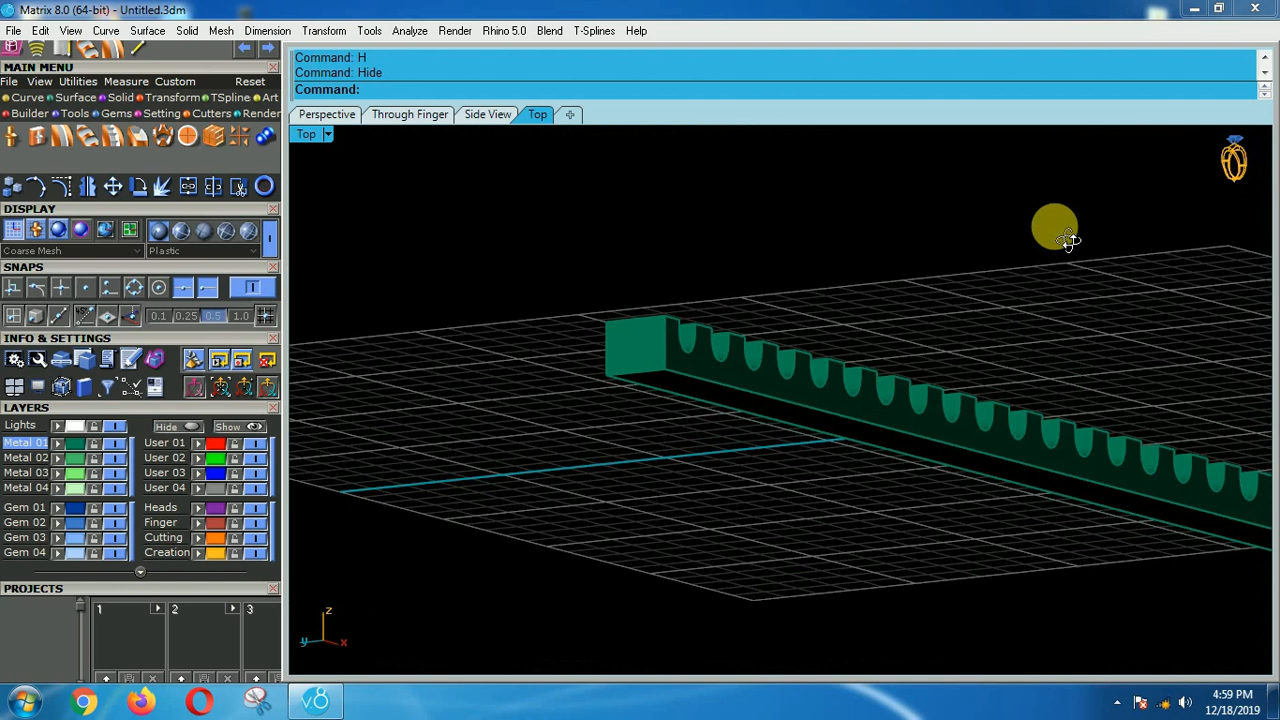 Matrix 8.0 (64-bit) - Untitled.3dm
File Edit View Curve Surface Solid Mesh Dimension Transform Tools Analyze Render Rhino 5.0 Blend T-Splines Help
Command: H
Command: Hide
Command:
MAIN MENU
File View Utilities Measure Custom Reset
Curve Surface Solid Transform TSpline Art
Builder Tools Gems Setting Cutters Render
Perspective Through Finger Side View Top
Top
DISPLAY
Coarse Mesh Plastic
SNAPS
0.1 0.25 0.5 1.0
INFO & SETTINGS
LAYERS
Lights Hide Show
Metal 01 User 01
Metal 02 User 02
Metal 03 User 03
Metal 04 User 04
Gem 01 Heads
Gem 02 Finger
Gem 03 Cutting
Gem 04 Creation
PROJECTS
1 2 3
z
y x
v8
4:59 PM
12/18/2019